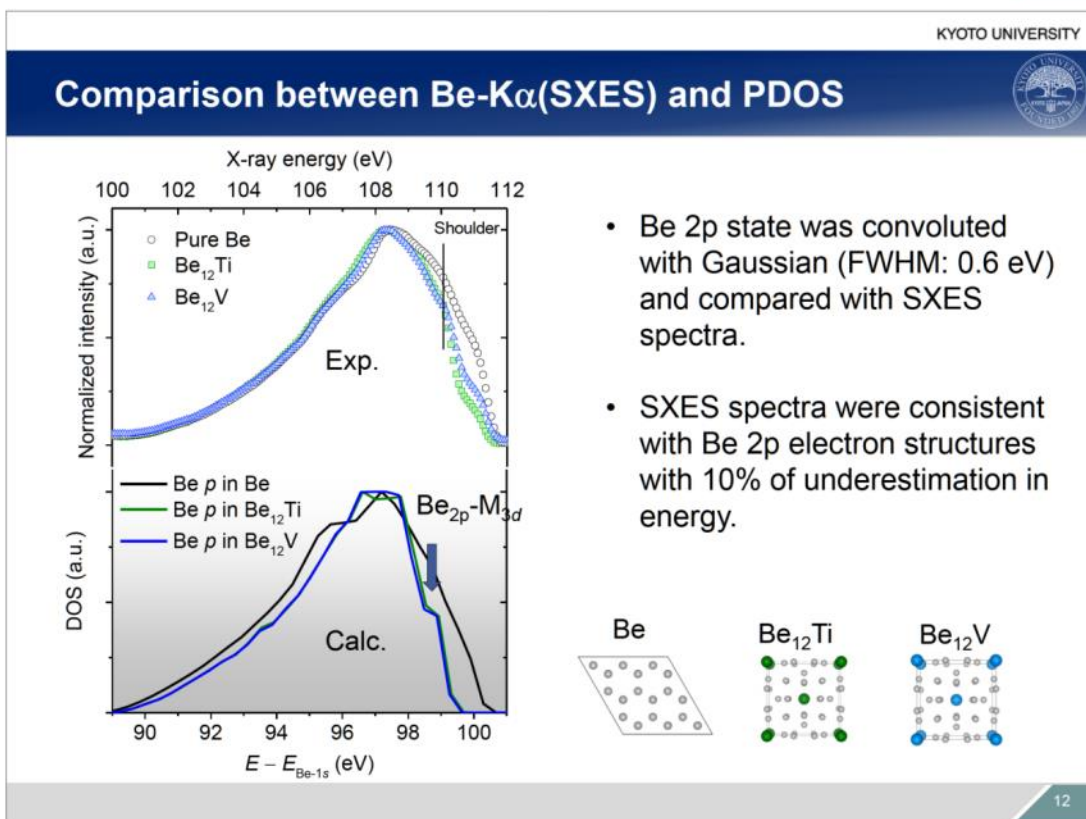 KYOTO UNIVERSITY
Comparison between Be-Kα(SXES) and PDOS
X-ray energy (eV)
100 102 104 106 108 110 112
Shoulder
Pure Be
Be12Ti
Be12V
Exp.
Normalized intensity (a.u.)
Be p in Be
Be p in Be12Ti
Be p in Be12V
Be2p-M3d
Calc.
DOS (a.u.)
90 92 94 96 98 100
E – EBe-1s (eV)
• Be 2p state was convoluted
with Gaussian (FWHM: 0.6 eV)
and compared with SXES
spectra.
• SXES spectra were consistent
with Be 2p electron structures
with 10% of underestimation in
energy.
Be
Be12Ti
Be12V
12